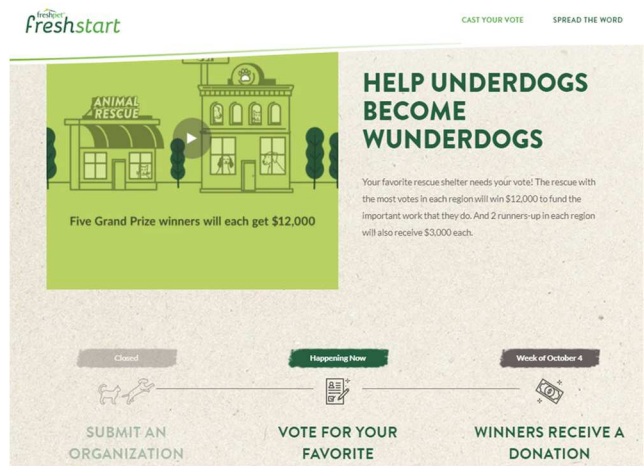 freshpet
freshstart
CAST YOUR VOTE
SPREAD THE WORD
ANIMAL
RESCUE
Five Grand Prize winners will each get $12,000
HELP UNDERDOGS
BECOME
WUNDERDOGS
Your favorite rescue shelter needs your vote! The rescue with
the most votes in each region will win $12,000 to fund the
important work that they do. And 2 runners-up in each region
will also receive $3,000 each.
Closed
Happening Now
Week of October 4
SUBMIT AN
ORGANIZATION
VOTE FOR YOUR
FAVORITE
WINNERS RECEIVE A
DONATION